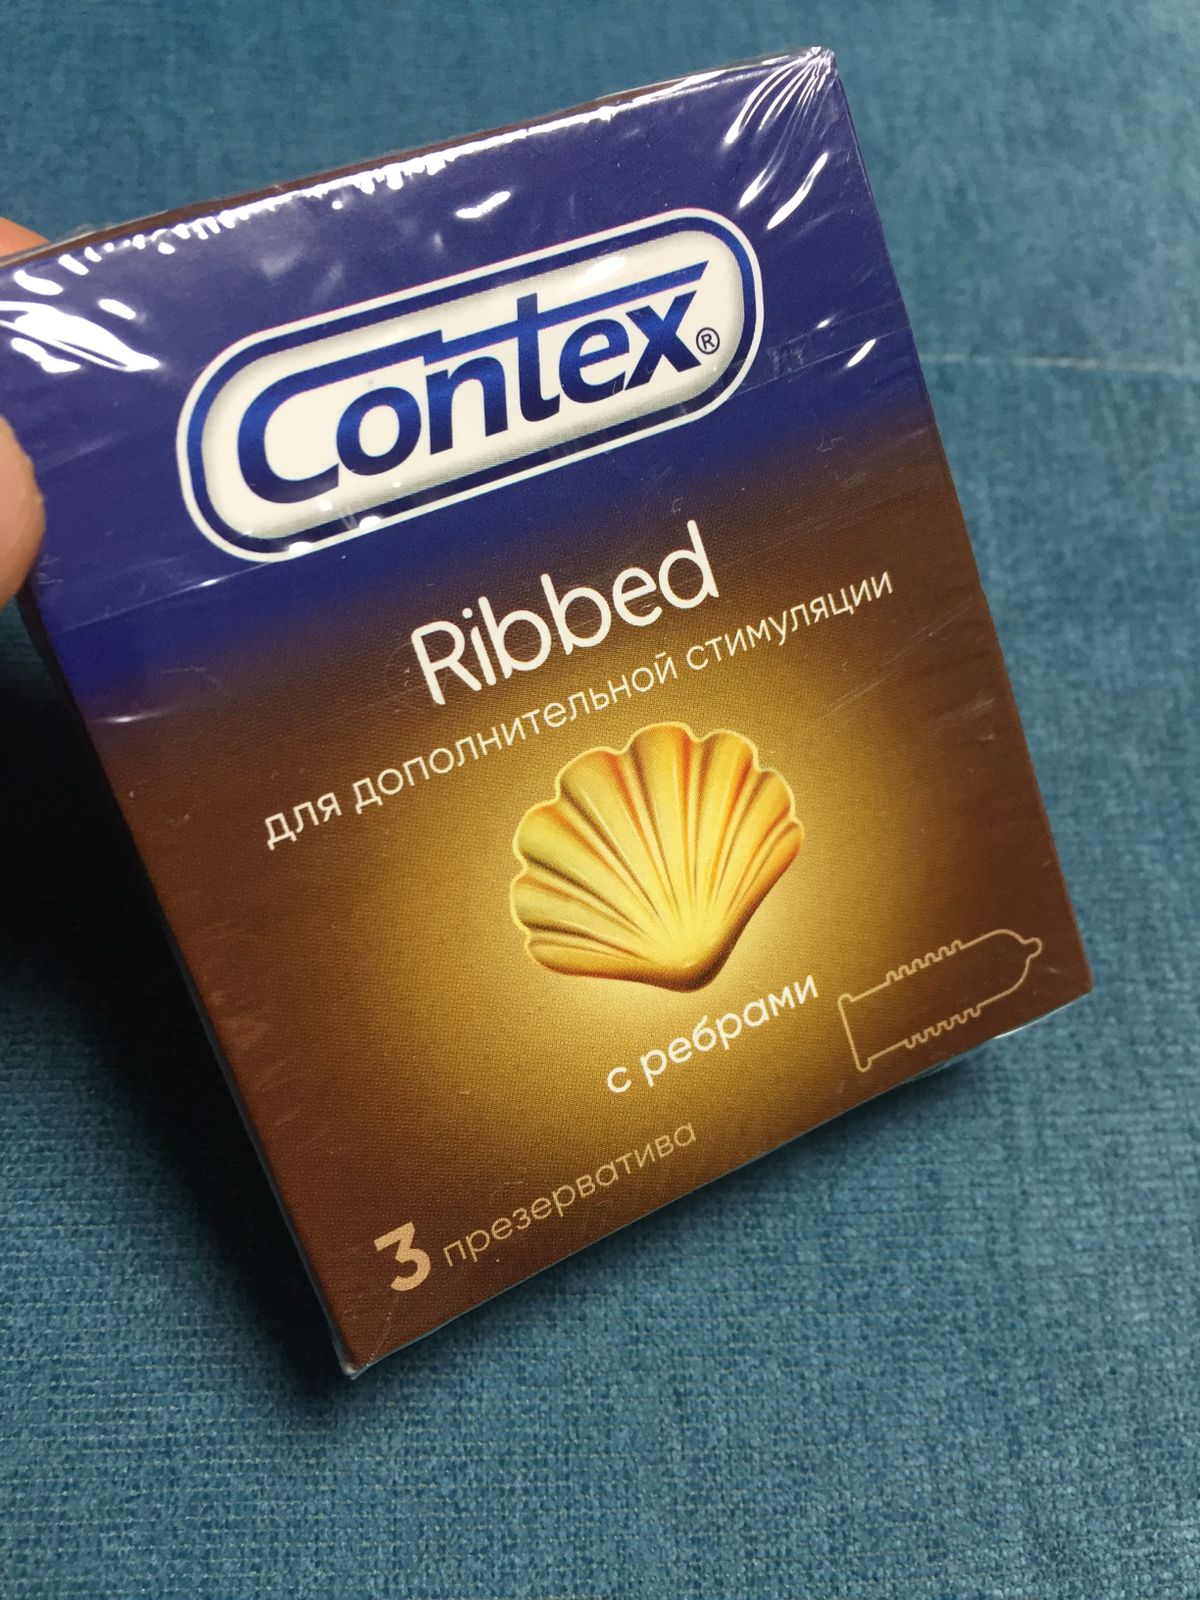 Contex®
Ribbed
для дополнительной стимуляции
с ребрами
3 презерватива